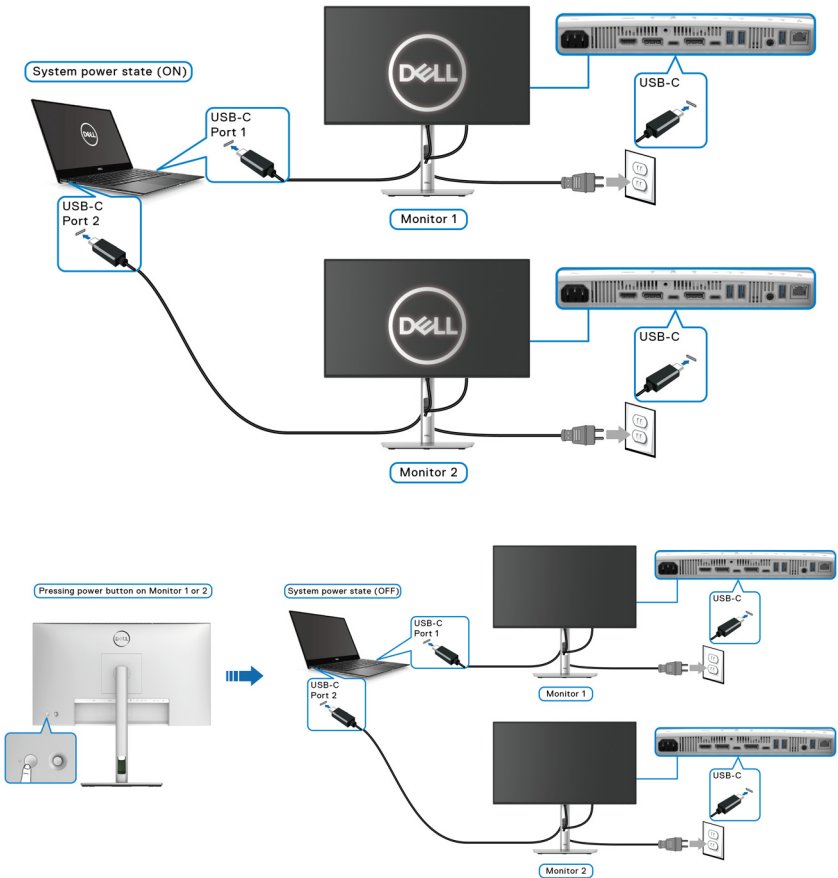 System power state (ON)
DELL
USB-C
Port 1
USB-C
Port 2
DELL
USB-C
Monitor 1
DELL
USB-C
Monitor 2
Pressing power button on Monitor 1 or 2
DELL
System power state (OFF)
USB-C
Port 1
USB-C
Port 2
USB-C
Monitor 1
USB-C
Monitor 2